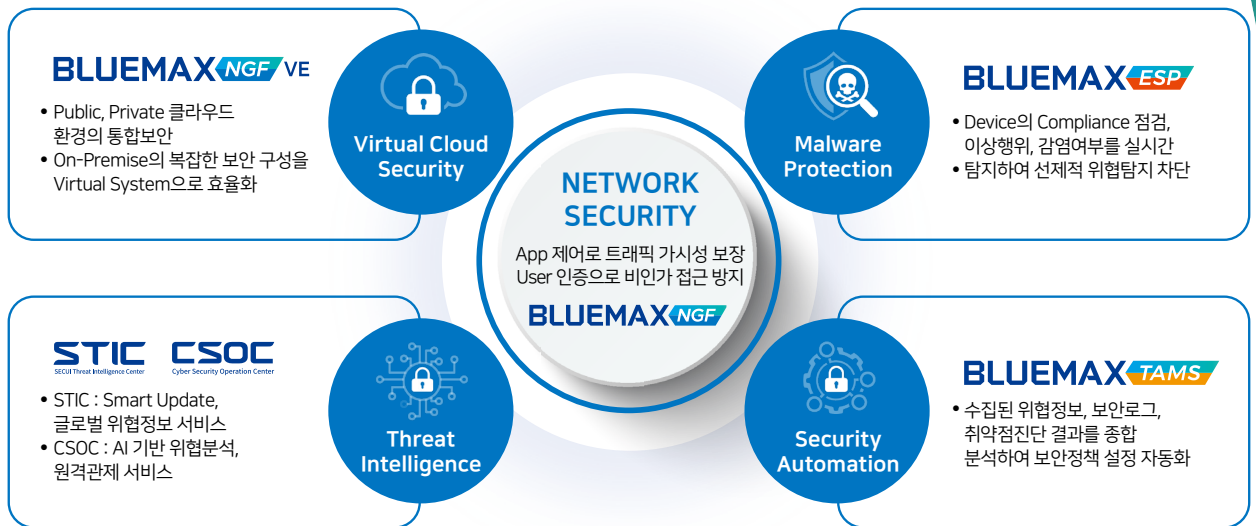 BLUEMAX NGF VE
• Public, Private 클라우드
환경의 통합보안
• On-Premise의 복잡한 보안 구성을
Virtual System으로 효율화
Virtual Cloud
Security
Malware
Protection
BLUEMAX ESP
• Device의 Compliance 점검,
이상행위, 감염여부를 실시간
• 탐지하여 선제적 위협탐지 차단
NETWORK
SECURITY
App 제어로 트래픽 가시성 보장
User 인증으로 비인가 접근 방지
BLUEMAX NGF
STIC
SECUI Threat Intelligence Center
CSOC
Cyber Security Operation Center
• STIC : Smart Update,
글로벌 위협정보 서비스
• CSOC : AI 기반 위협분석,
원격관제 서비스
Threat
Intelligence
Security
Automation
BLUEMAX TAMS
• 수집된 위협정보, 보안로그,
취약점진단 결과를 종합
분석하여 보안정책 설정 자동화